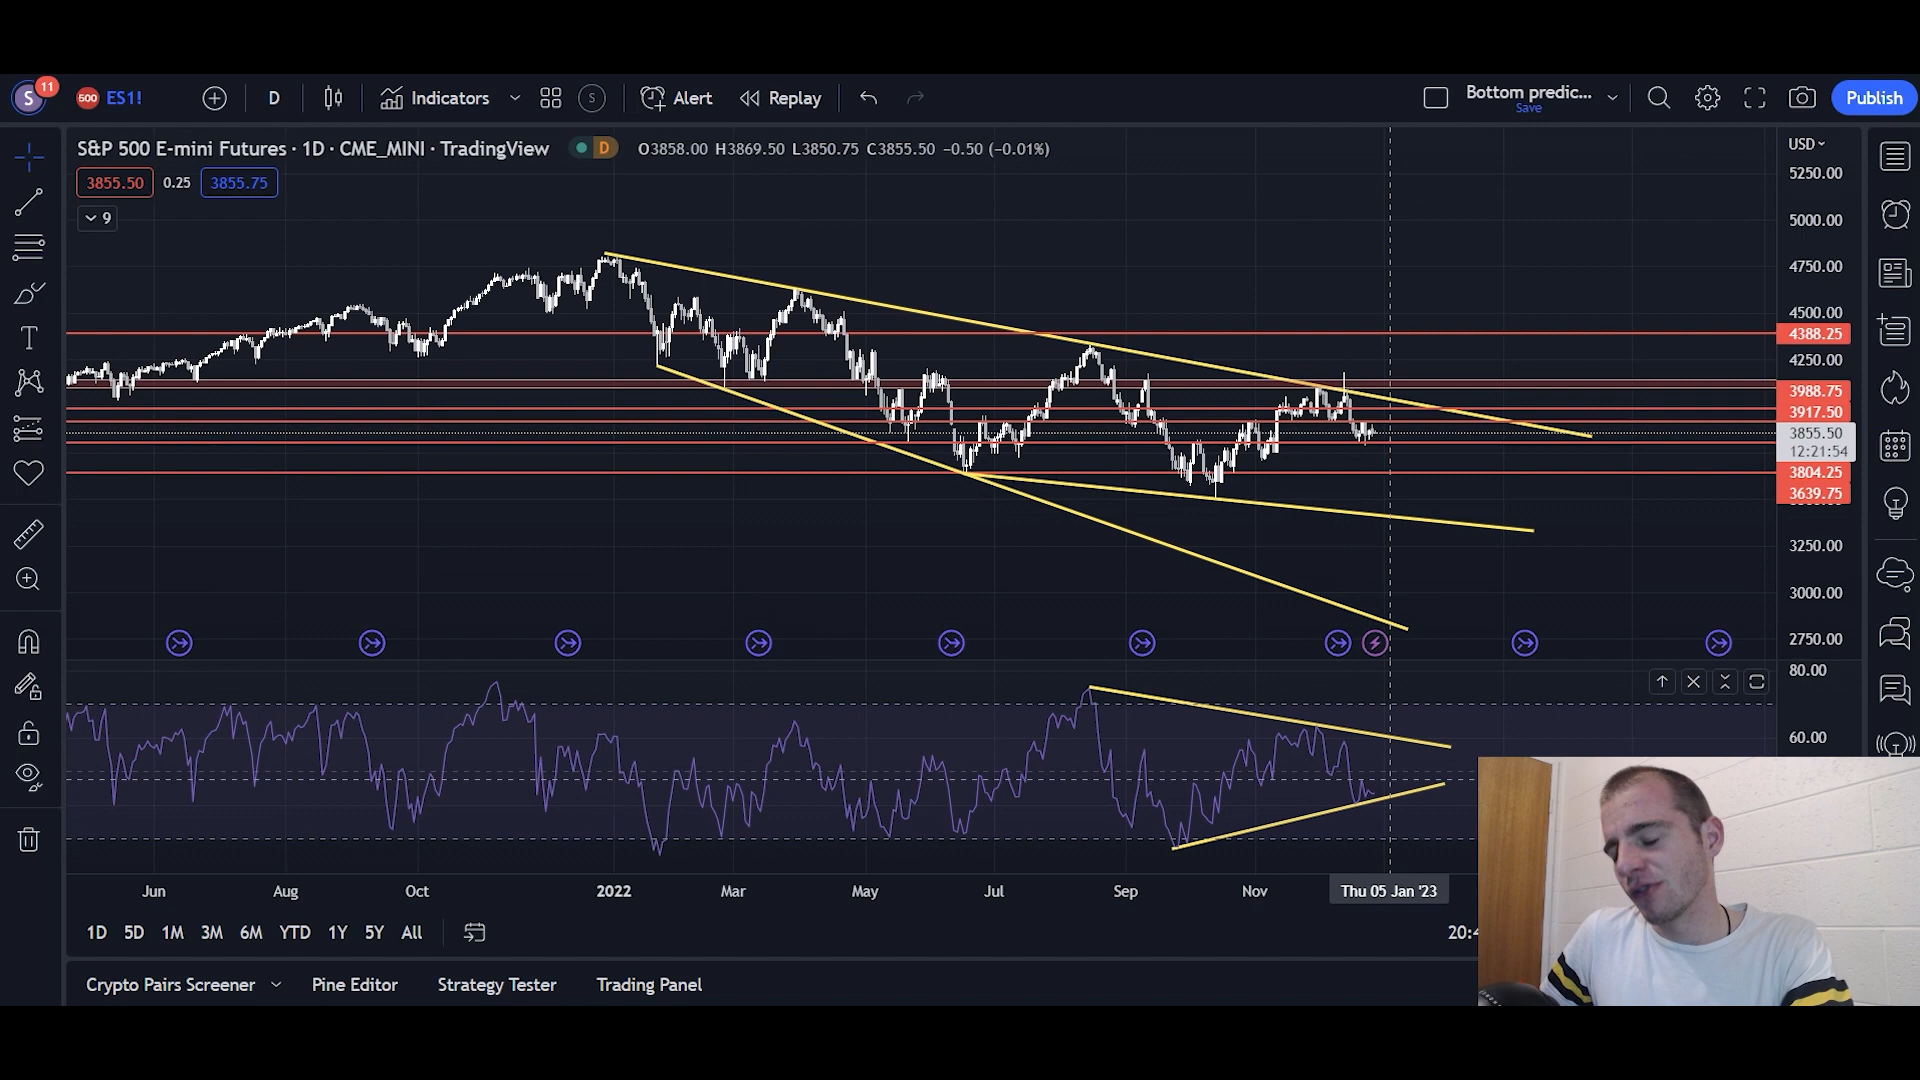 S 11 500 ES1! D Indicators S Alert Replay Bottom predic... Publish
Save
S&P 500 E-mini Futures · 1D · CME_MINI · TradingView D O3858.00 H3869.50 L3850.75 C3855.50 −0.50 (−0.01%)
3855.50 0.25 3855.75
9
USD
5250.00
5000.00
4750.00
4500.00
4388.25
4250.00
3988.75
3917.50
3855.50
12:21:54
3804.25
3639.75
3250.00
3000.00
2750.00
80.00
60.00
Jun Aug Oct 2022 Mar May Jul Sep Nov Thu 05 Jan '23
1D 5D 1M 3M 6M YTD 1Y 5Y All 20:4
Crypto Pairs Screener Pine Editor Strategy Tester Trading Panel